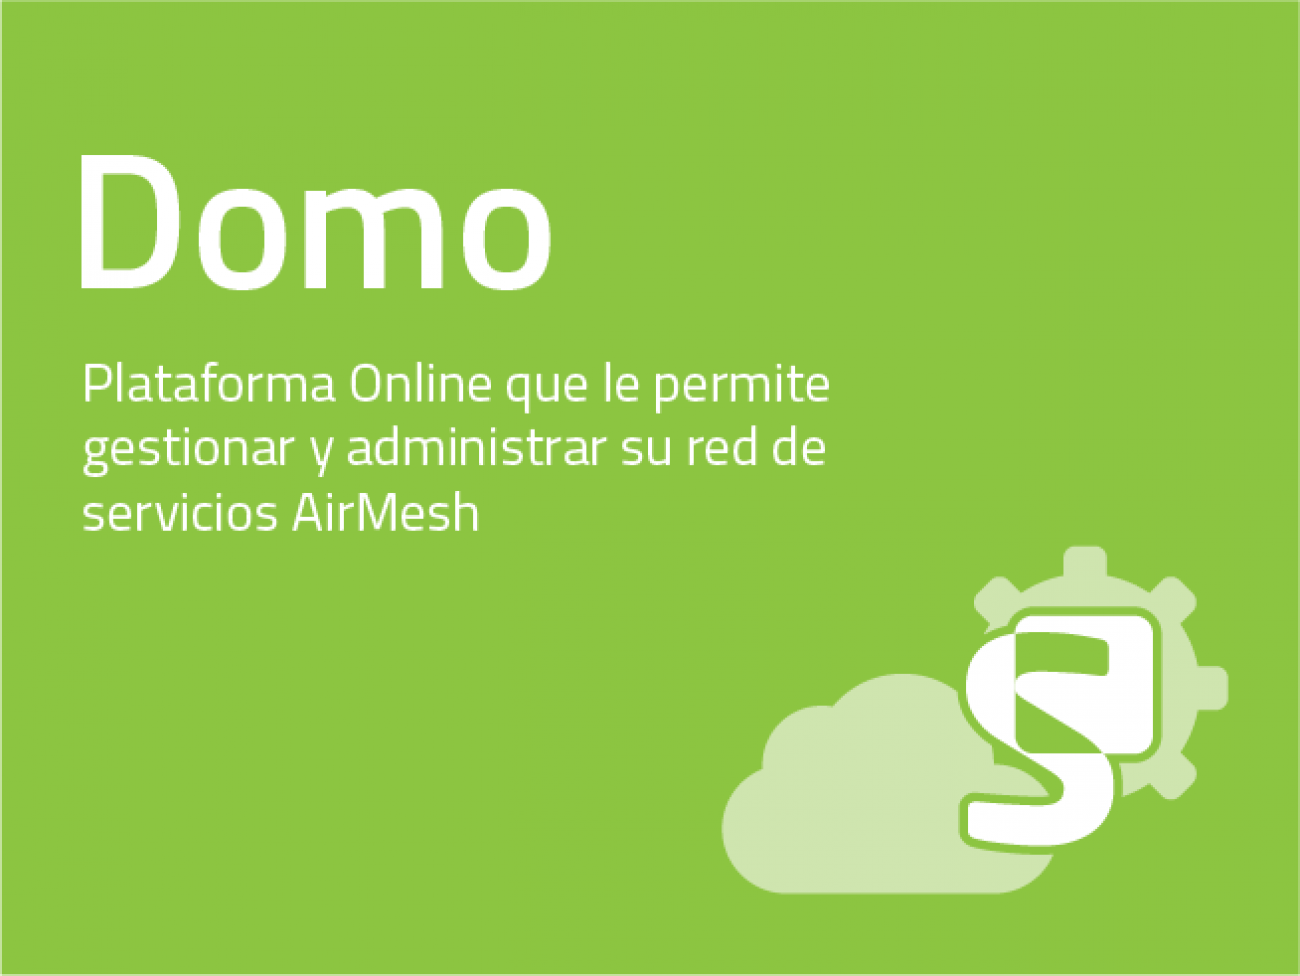 Domo
Plataforma Online que le permite
gestionar y administrar su red de
servicios AirMesh
S